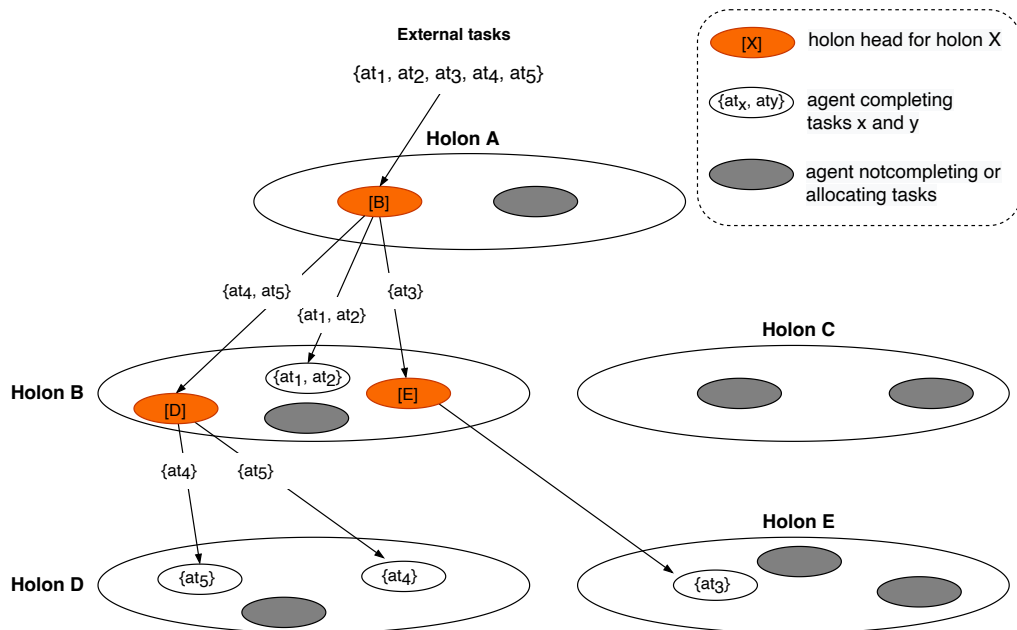 External tasks
{at1, at2, at3, at4, at5}
[X]
holon head for holon X
{atx, aty}
agent completing
tasks x and y
agent notcompleting or
allocating tasks
Holon A
[B]
{at4, at5}
{at1, at2}
{at3}
Holon B
{at1, at2}
[D]
[E]
Holon C
{at4}
{at5}
Holon D
{at5}
{at4}
Holon E
{at3}